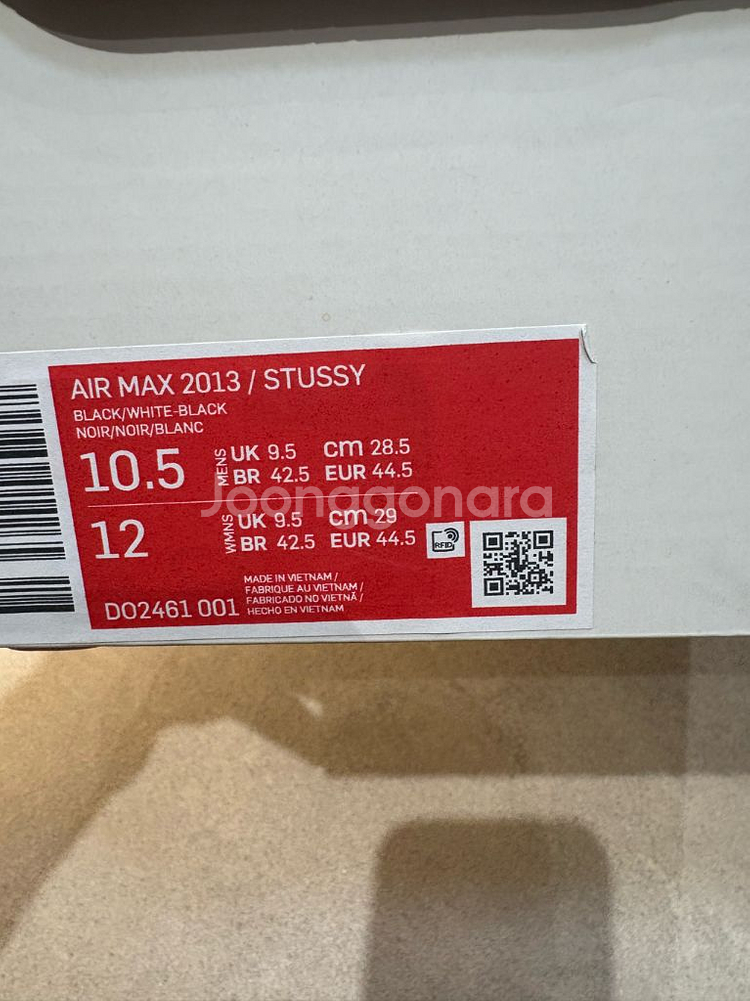 AIR MAX 2013 / STUSSY
BLACK/WHITE-BLACK
NOIR/NOIR/BLANC
10.5 MENS UK 9.5 cm 28.5
BR 42.5 EUR 44.5
Joonggonara
12 WMNS UK 9.5 cm 29
BR 42.5 EUR 44.5
RFID
MADE IN VIETNAM /
FABRIQUE AU VIETNAM /
FABRICADO NO VIETNÃ /
DO2461 001 HECHO EN VIETNAM